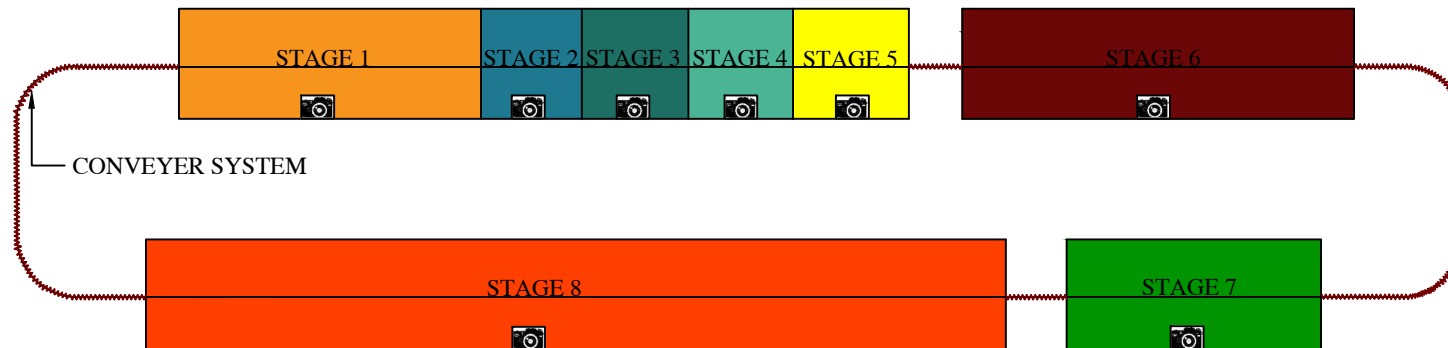 STAGE 1
STAGE 2
STAGE 3
STAGE 4
STAGE 5
STAGE 6
CONVEYER SYSTEM
STAGE 8
STAGE 7